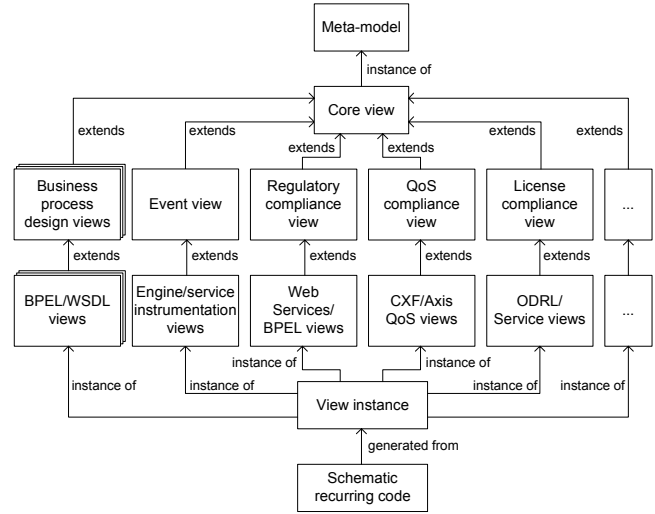 Meta-model
instance of
Core view
extends
extends
extends
extends
extends
extends
Business
process
design views
Event view
Regulatory
compliance
view
QoS
compliance
view
License
compliance
view
...
extends
extends
extends
extends
extends
BPEL/WSDL
views
Engine/service
instrumentation
views
Web
Services/
BPEL views
CXF/Axis
QoS views
ODRL/
Service views
...
instance of
instance of
instance of
instance of
instance of
instance of
View instance
generated from
Schematic
recurring code